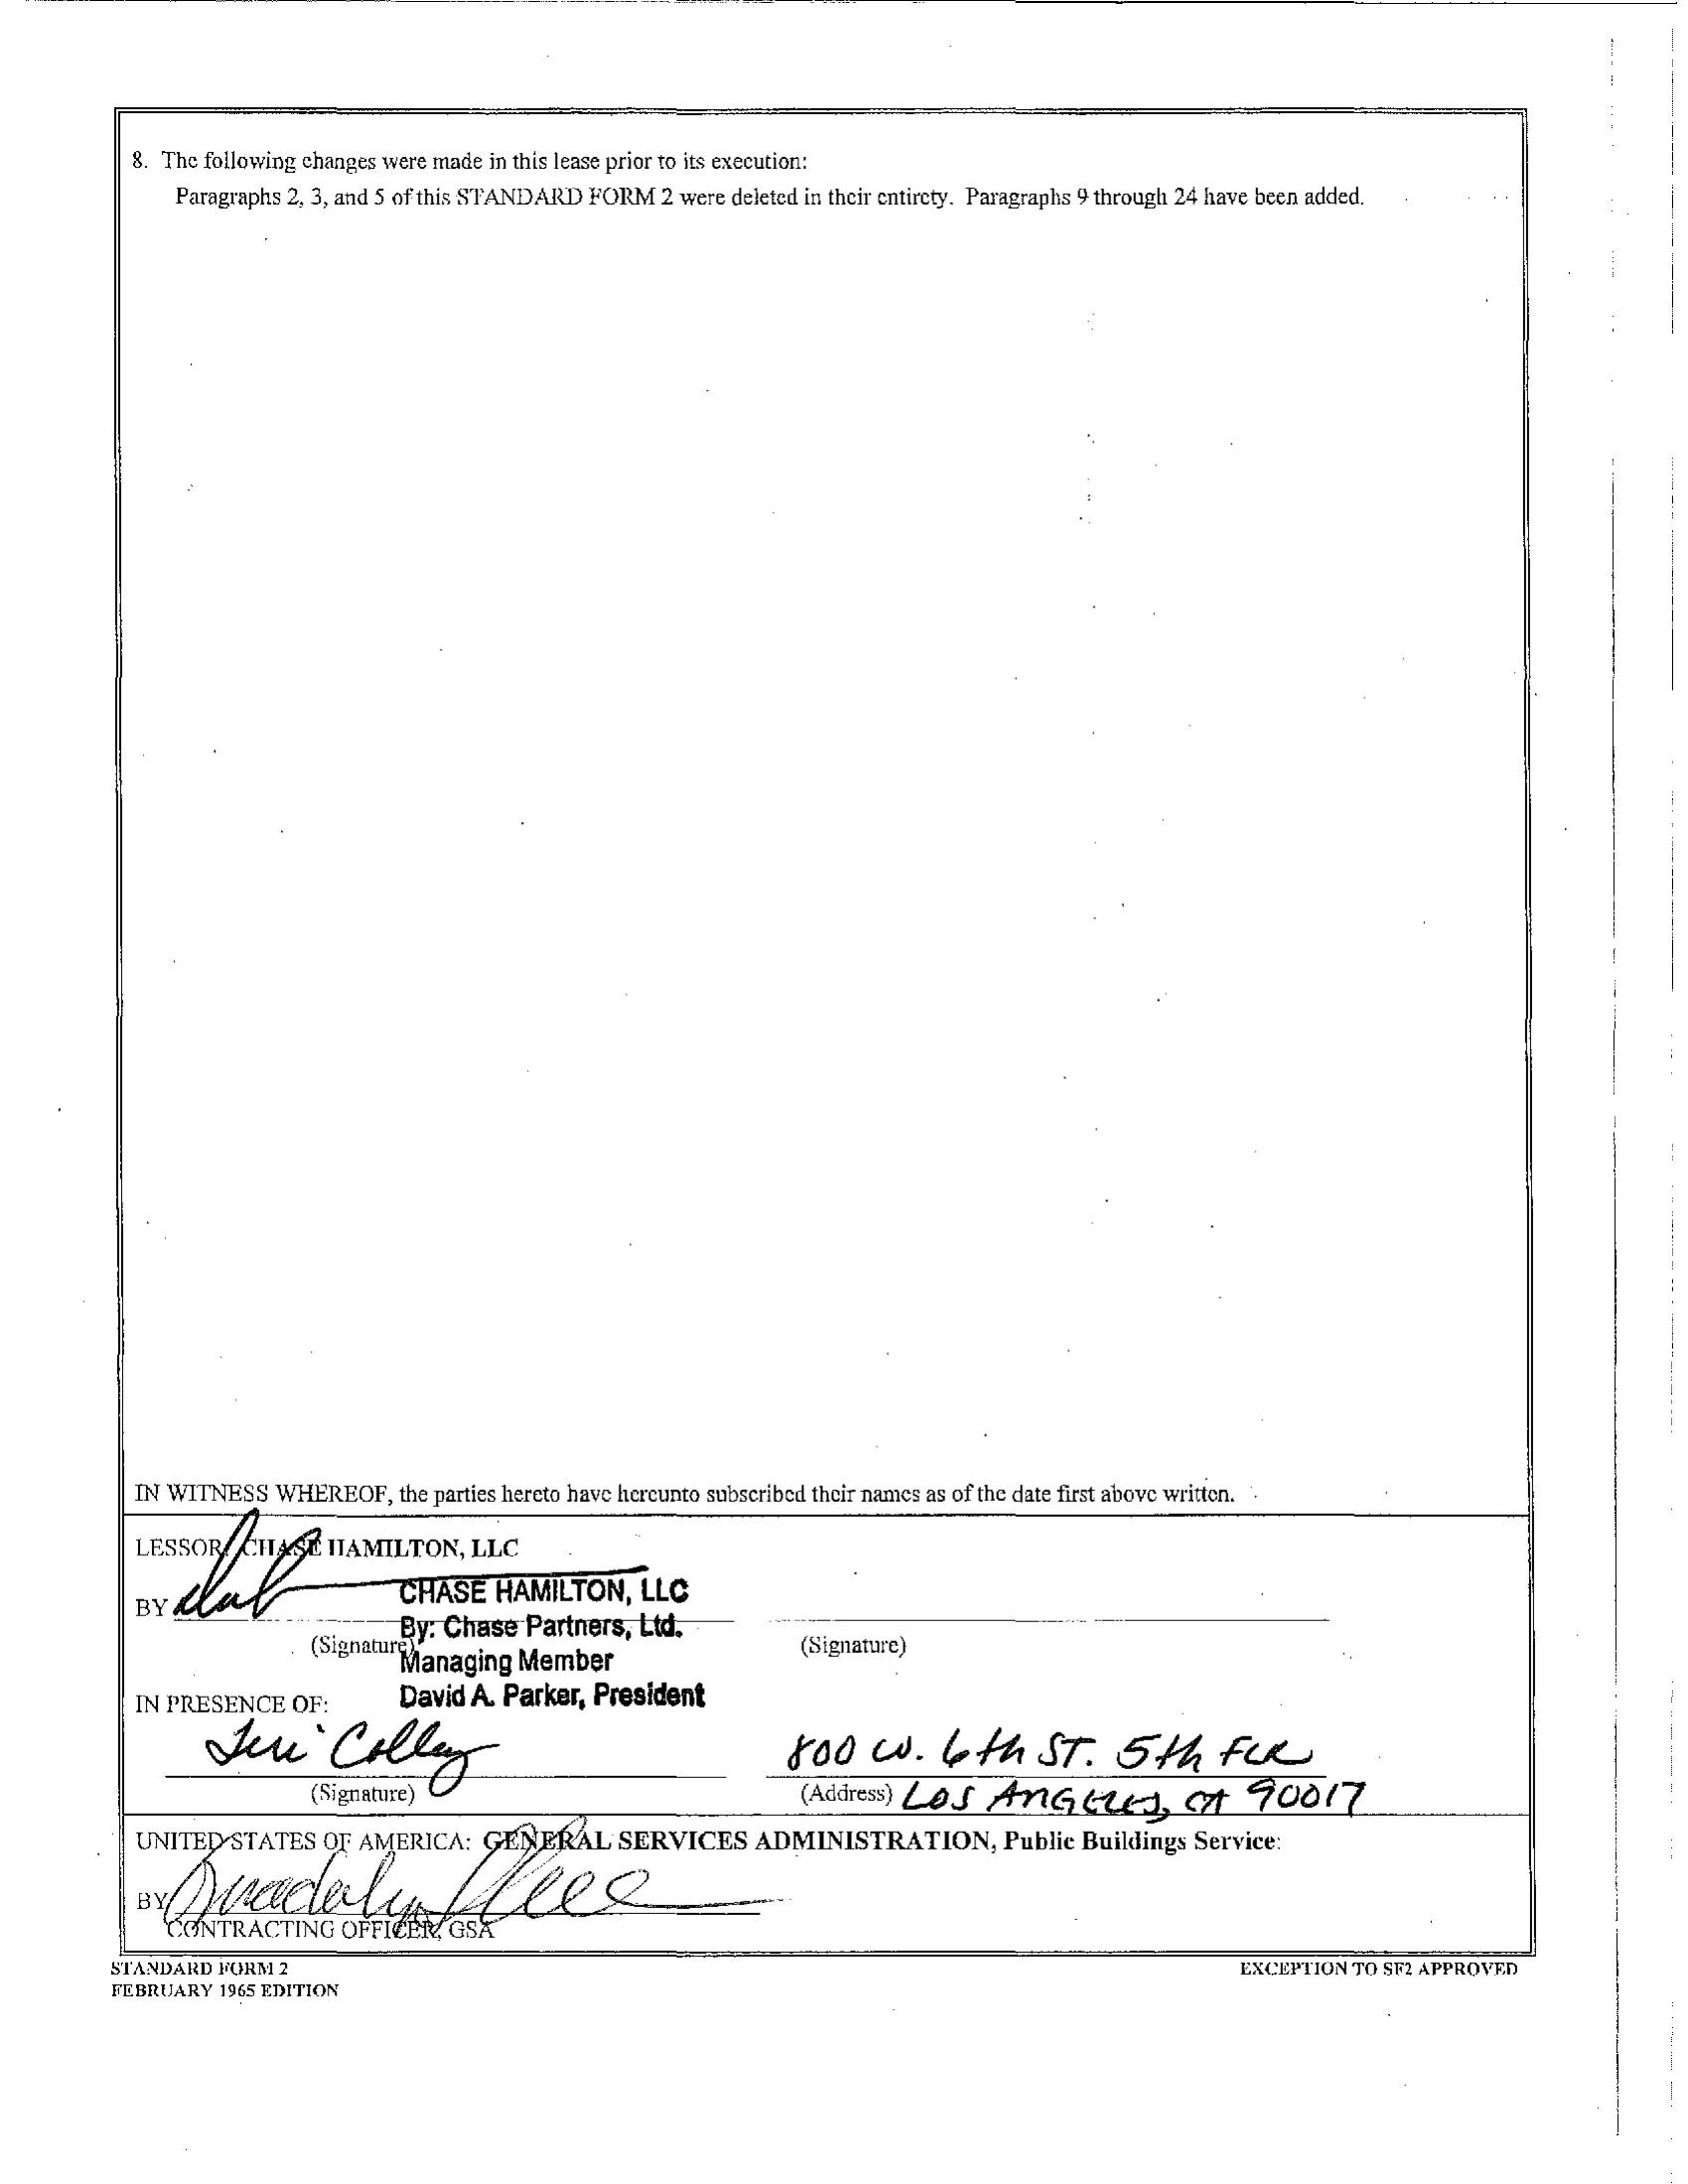 8. The following changes were made in this lease prior to its execution:
Paragraphs 2, 3, and 5 of this STANDARD FORM 2 were deleted in their entirety. Paragraphs 9 through 24 have been added.
IN WITNESS WHEREOF, the parties hereto have hereunto subscribed their names as of the date first above written.
LESSOR CHASE HAMILTON, LLC
BY
CHASE HAMILTON, LLC
By: Chase Partners, Ltd.
(Signature)
(Signature)
Managing Member
David A. Parker, President
IN PRESENCE OF:
Teri Colley
800 W. 6th ST. 5th FLR
(Signature)
(Address) LOS ANGELES, CA 90017
UNITED STATES OF AMERICA: GENERAL SERVICES ADMINISTRATION, Public Buildings Service:
BY
CONTRACTING OFFICER, GSA
STANDARD FORM 2
EXCEPTION TO SF2 APPROVED
FEBRUARY 1965 EDITION